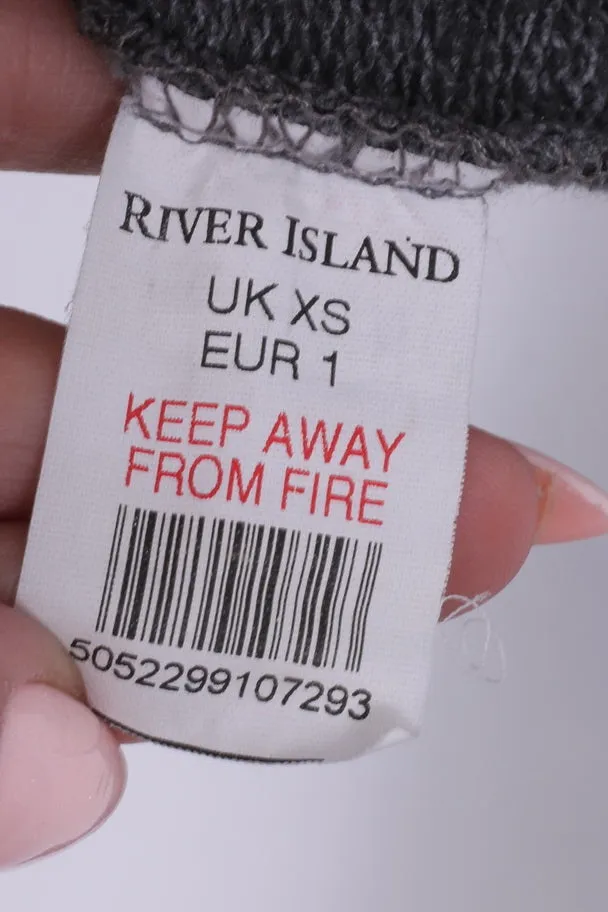 RIVER ISLAND
UK XS
EUR 1
KEEP AWAY
FROM FIRE
5052299107293